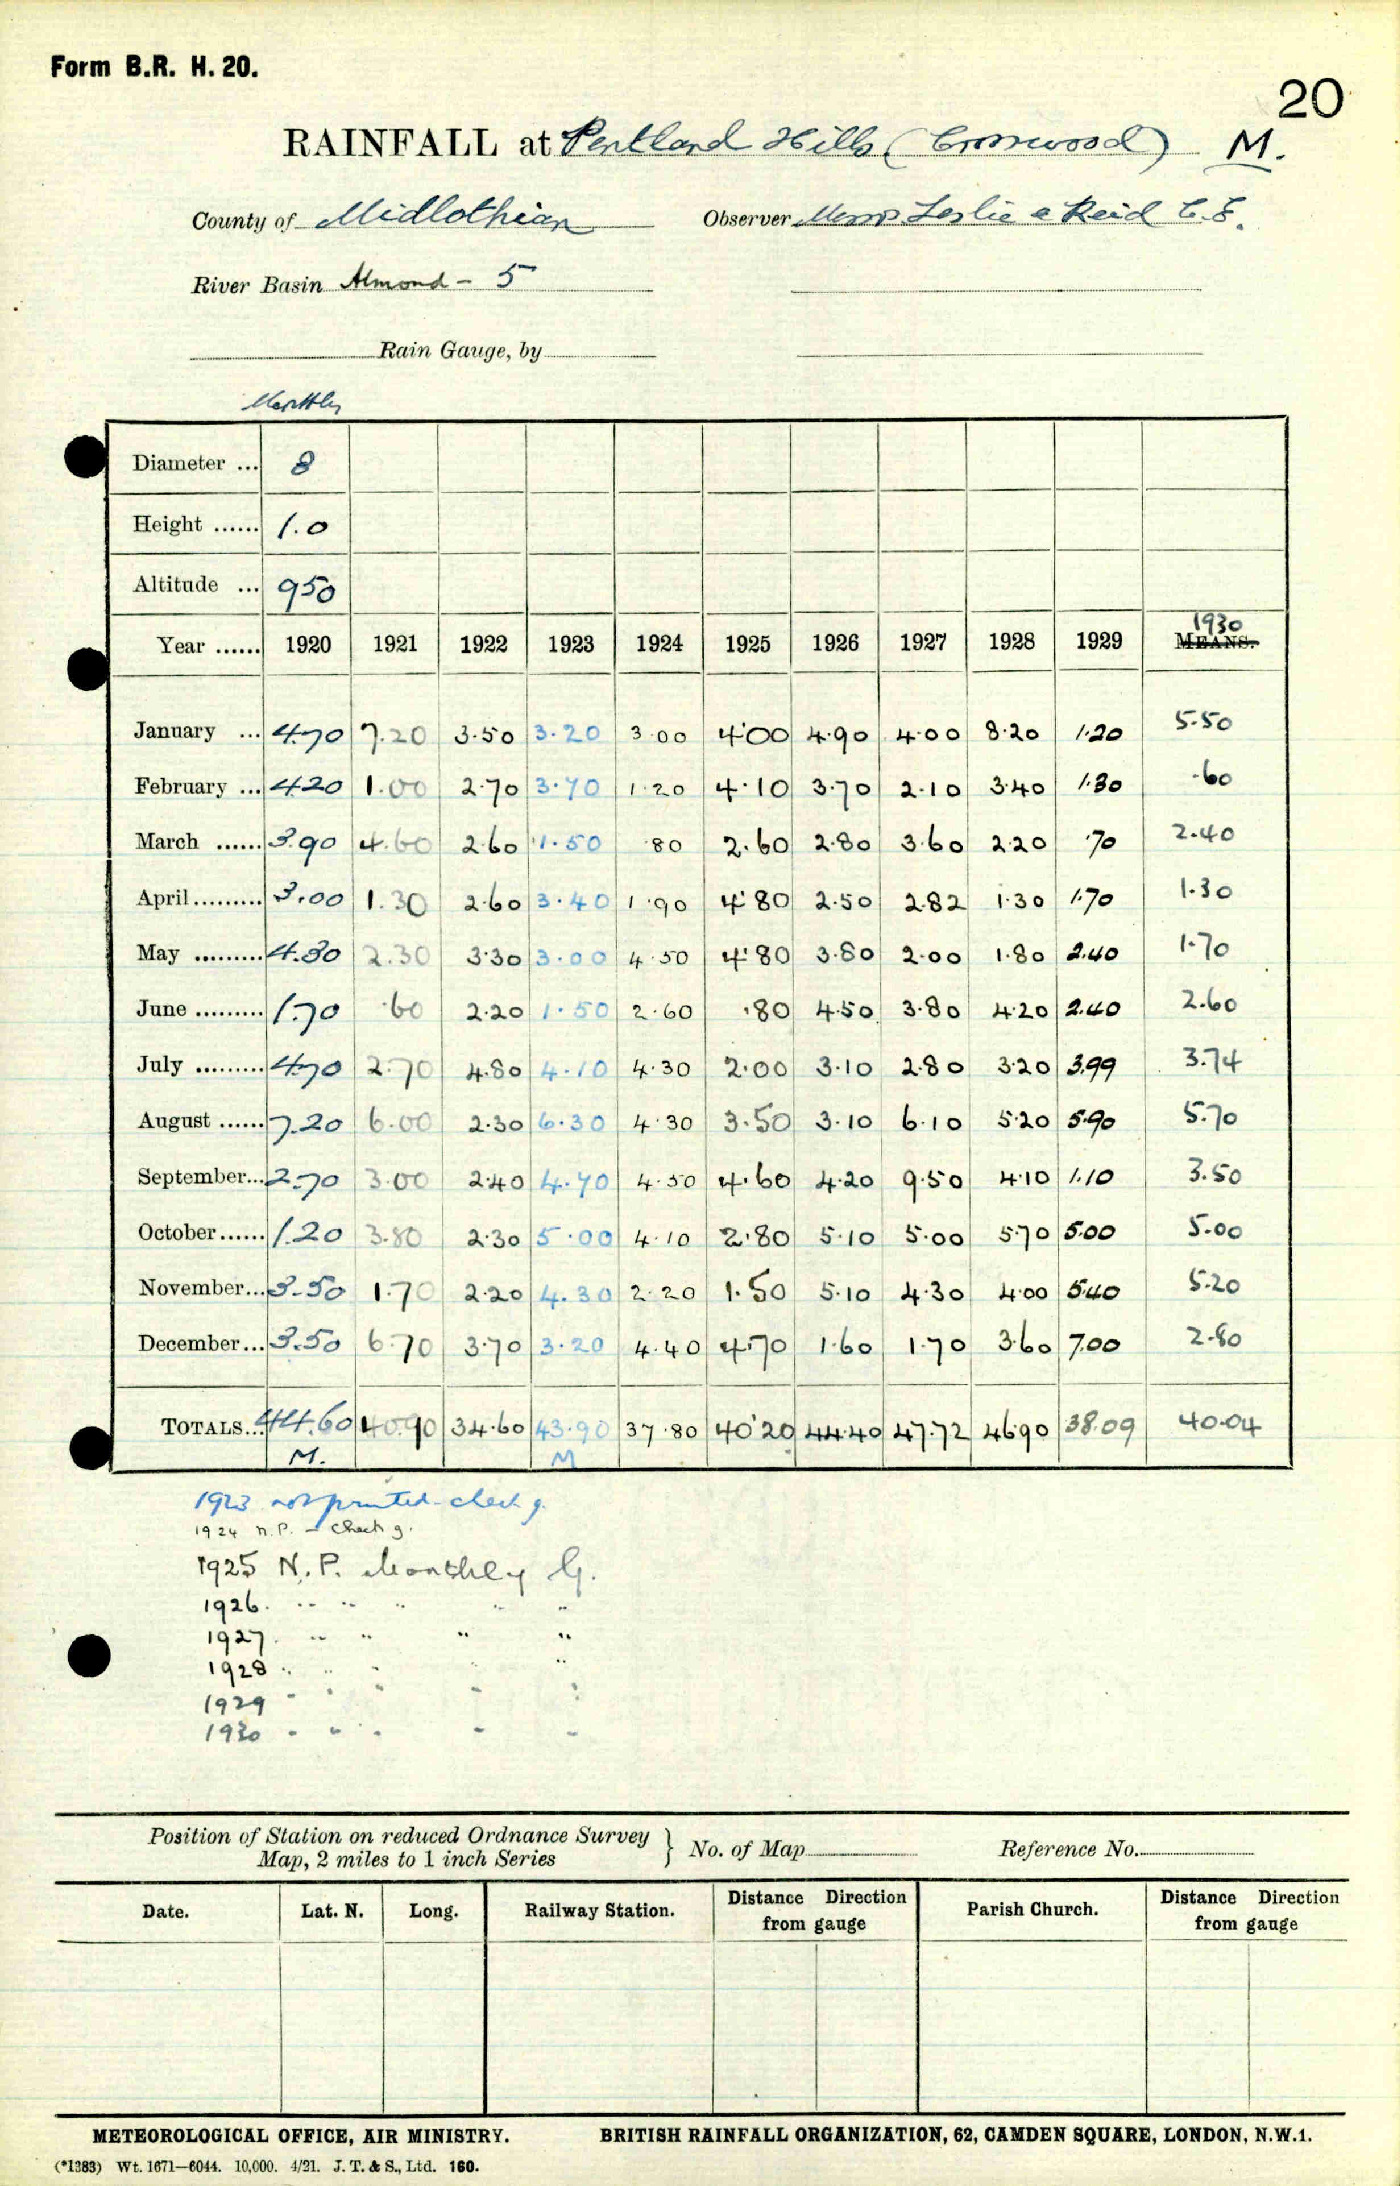 Form B.R. H. 20.
20
RAINFALL at Pentland Hills (Crosswood) M.
County of Midlothian Observer Messrs Leslie & Reid C.E.
River Basin Almond - 5
Rain Gauge, by
Monthly
Diameter ... 8
Height ...... 1.0
Altitude ... 950
Year ...... 1920 1921 1922 1923 1924 1925 1926 1927 1928 1929 1930 MEANS.
January ... 4.70 7.20 3.50 3.20 3.00 4.00 4.90 4.00 8.20 1.20 5.50
February ... 4.20 1.00 2.70 3.70 1.20 4.10 3.70 2.10 3.40 1.30 .60
March ...... 3.90 4.60 2.60 1.50 .80 2.60 2.80 3.60 2.20 .70 2.40
April ......... 3.00 1.30 2.60 3.40 1.90 4.80 2.50 2.82 1.30 1.70 1.30
May ......... 4.30 2.30 3.30 3.00 4.50 4.80 3.80 2.00 1.80 2.40 1.70
June ......... 1.70 .60 2.20 1.50 2.60 .80 4.50 3.80 4.20 2.40 2.60
July ......... 4.70 2.70 4.80 4.10 4.30 2.00 3.10 2.80 3.20 3.99 3.74
August ...... 7.20 6.00 2.30 6.30 4.30 3.50 3.10 6.10 5.20 5.90 5.70
September... 2.70 3.00 2.40 4.70 4.50 4.60 4.20 9.50 4.10 1.10 3.50
October ...... 1.20 3.80 2.30 5.00 4.10 2.80 5.10 5.00 5.70 5.00 5.00
November... 3.50 1.70 2.20 4.30 2.20 1.50 5.10 4.30 4.00 5.40 5.20
December ... 3.50 6.70 3.70 3.20 4.40 4.70 1.60 1.70 3.60 7.00 2.80
TOTALS... 44.60 40.90 34.60 43.90 37.80 40.20 44.40 47.72 46.90 38.09 40.04
M. M
1923 not printed - check g.
1924 N.P. - Check g.
1925 N.P. Monthly G.
1926. " " " " "
1927. " " " "
1928 " " " " "
1929 " " " " "
1930 " " " " "
Position of Station on reduced Ordnance Survey
Map, 2 miles to 1 inch Series } No. of Map Reference No.
Date. Lat. N. Long. Railway Station. Distance Direction from gauge Parish Church. Distance Direction from gauge
METEOROLOGICAL OFFICE, AIR MINISTRY. BRITISH RAINFALL ORGANIZATION, 62, CAMDEN SQUARE, LONDON, N.W.1.
(*1383) Wt. 1671—6044. 10,000. 4/21. J. T. & S., Ltd. 160.